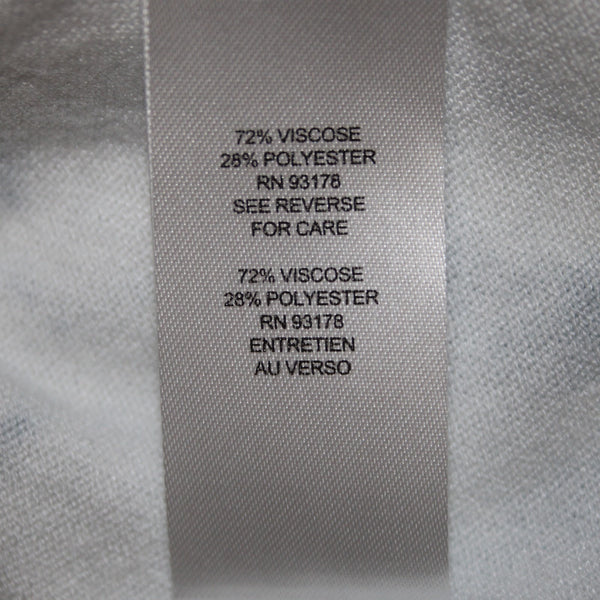 72% VISCOSE
28% POLYESTER
RN 93178
SEE REVERSE
FOR CARE
72% VISCOSE
28% POLYESTER
RN 93178
ENTRETIEN
AU VERSO